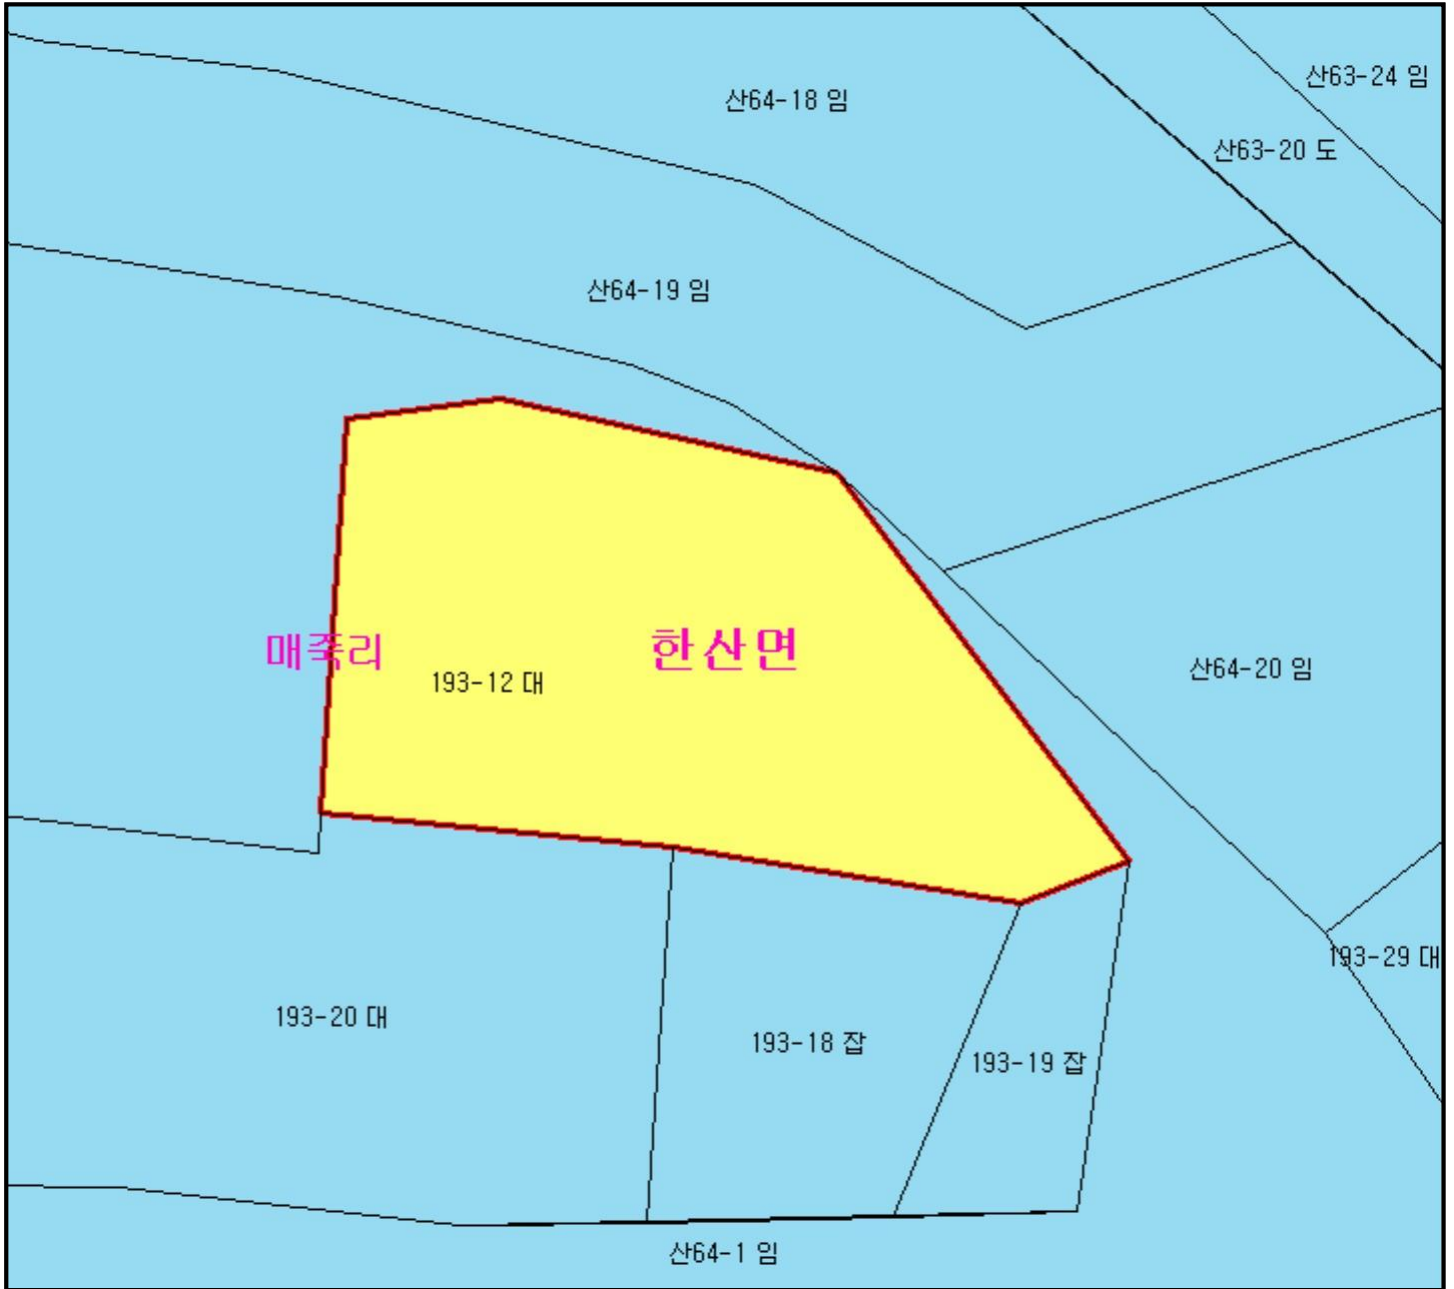 산63-24 임
산64-18 임
산63-20 도
산64-19 임
매죽리
한산면
193-12 대
산64-20 임
193-29 대
193-20 대
193-18 잡
193-19 잡
산64-1 임